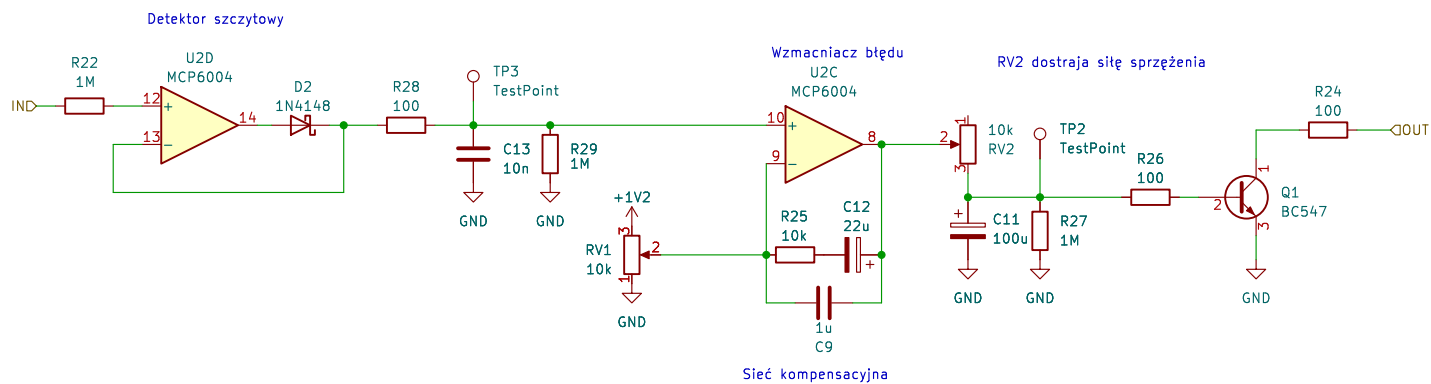 Detektor szczytowy
IN
R22
1M
U2D
MCP6004
12
+
13
−
14
D2
1N4148
R28
100
TP3
TestPoint
C13
10n
GND
R29
1M
GND
Wzmacniacz błędu
U2C
MCP6004
10
+
9
−
8
+1V2
RV1
10k
3
2
1
GND
R25
10k
C12
22u
+
1u
C9
Sieć kompensacyjna
RV2 dostraja siłę sprzężenia
1
2
3
10k
RV2
TP2
TestPoint
+
C11
100u
GND
R27
1M
GND
R26
100
Q1
BC547
1
2
3
GND
R24
100
OUT